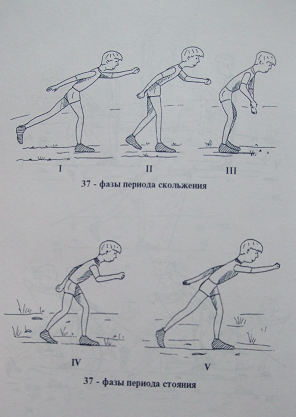 I II III
37 - фазы периода скольжения
IV V
37 - фазы периода стояния